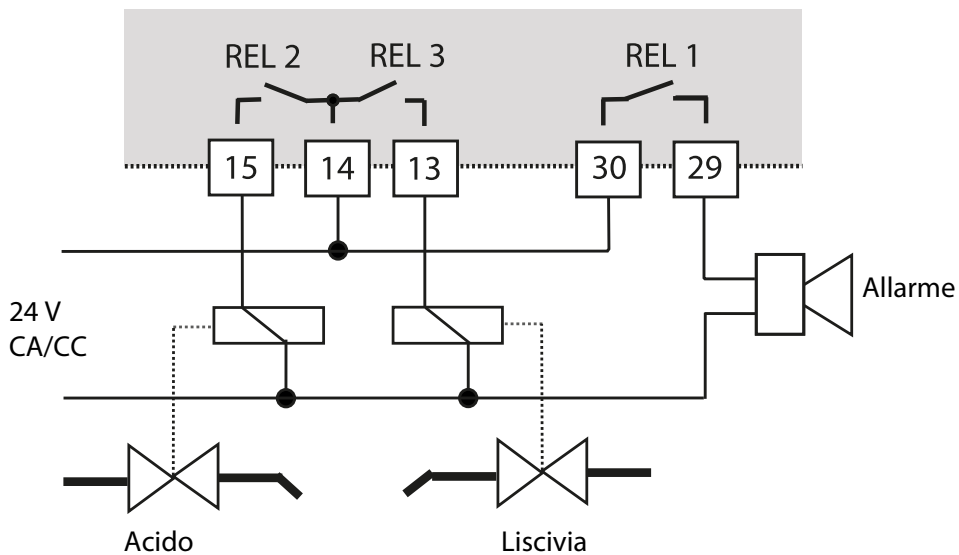 REL 2
REL 3
REL 1
15
14
13
30
29
Allarme
24 V
CA/CC
Acido
Liscivia